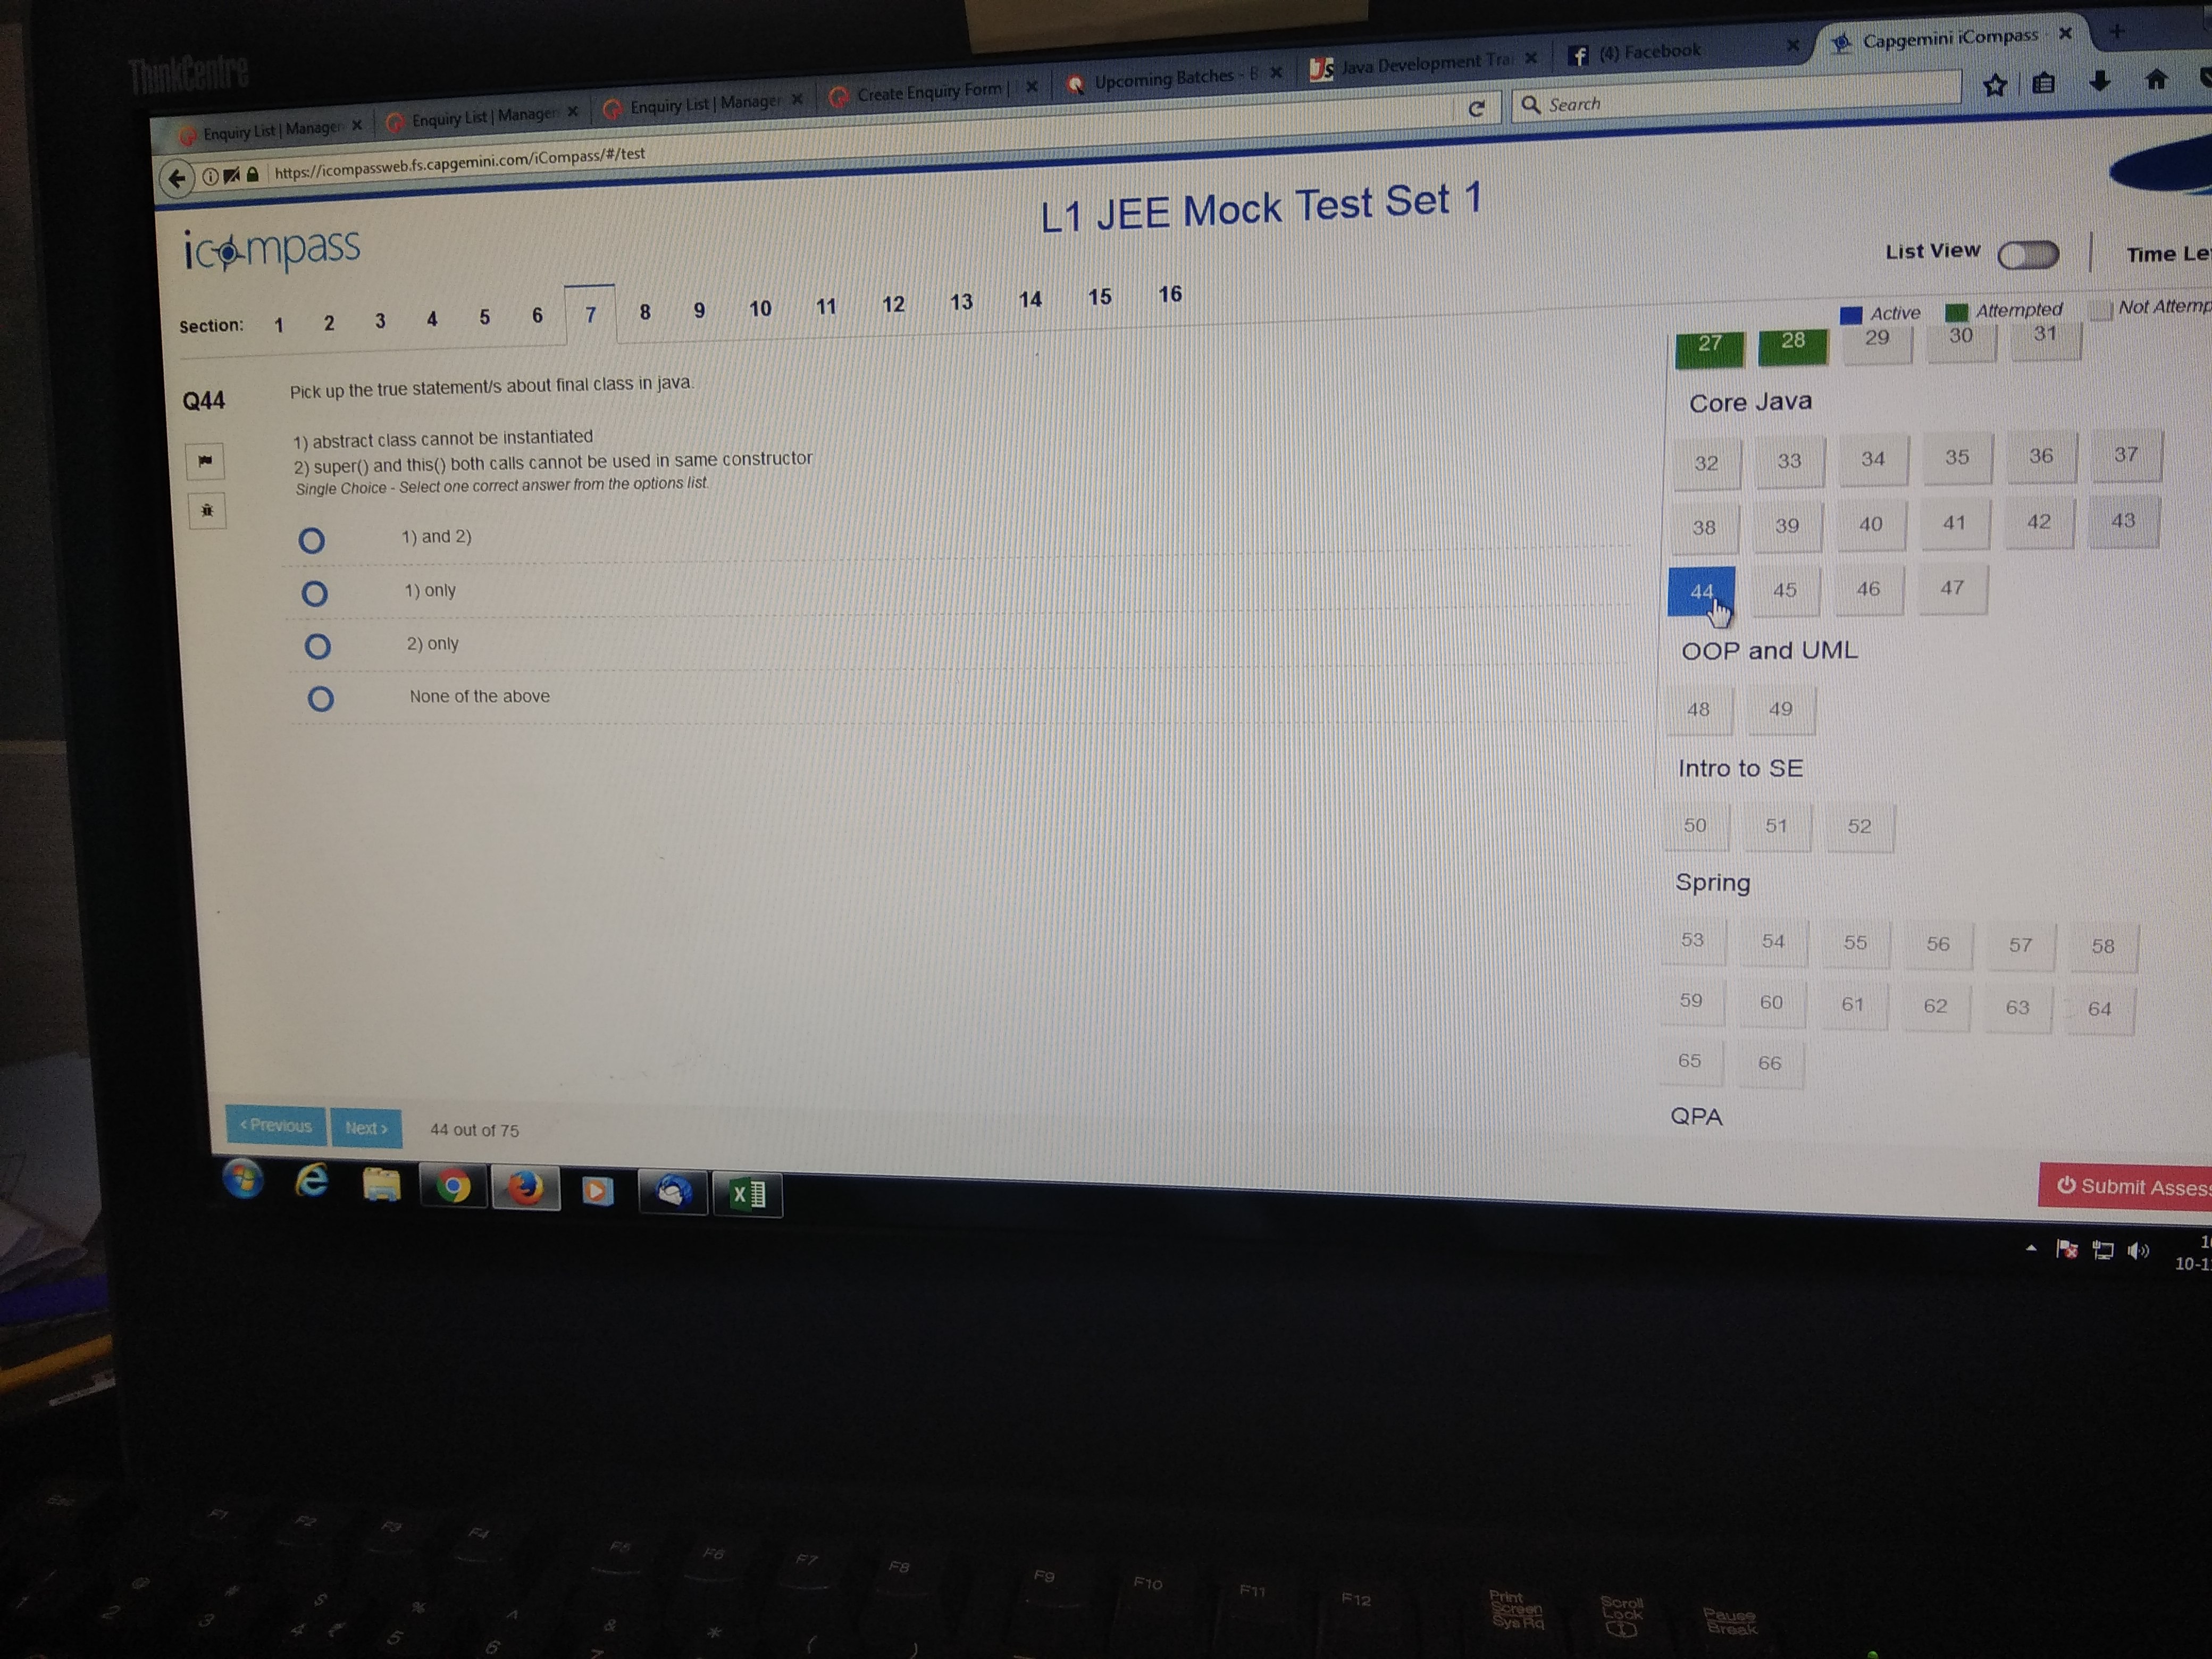 ThinkCentre
Enquiry List | Manager
Enquiry List | Manager
Enquiry List | Manager
Create Enquiry Form |
Upcoming Batches - B
Java Development Trai
(4) Facebook
Capgemini iCompass
https://icompassweb.fs.capgemini.com/iCompass/#/test
Search
L1 JEE Mock Test Set 1
icompass
List View
Time Le
Section: 1 2 3 4 5 6 7 8 9 10 11 12 13 14 15 16
Active Attempted Not Attemp
27 28 29 30 31
Q44
Pick up the true statement/s about final class in java.
1) abstract class cannot be instantiated
2) super() and this() both calls cannot be used in same constructor
Single Choice - Select one correct answer from the options list.
1) and 2)
1) only
2) only
None of the above
Core Java
32 33 34 35 36 37
38 39 40 41 42 43
44 45 46 47
OOP and UML
48 49
Intro to SE
50 51 52
Spring
53 54 55 56 57 58
59 60 61 62 63 64
65 66
QPA
< Previous
Next >
44 out of 75
Submit Assess
10-1
Esc F1 F2 F3 F4 F5 F6 F7 F8 F9 F10 F11 F12
Print
Screen
Sys Rq
Scroll
Lock
Pause
Break
! @ # $ % ^ & * ( )
1 2 3 4 ₹ 5 6 7